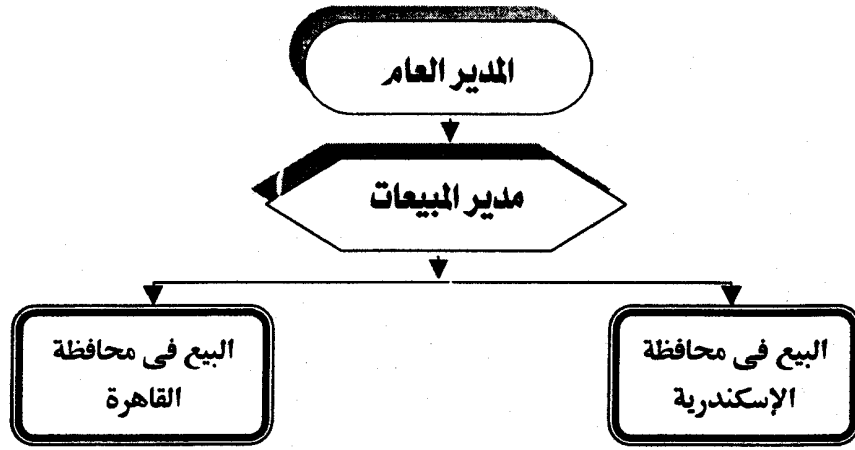 المدير العام
مدير المبيعات
البيع فى محافظة
الإسكندرية
البيع فى محافظة
القاهرة